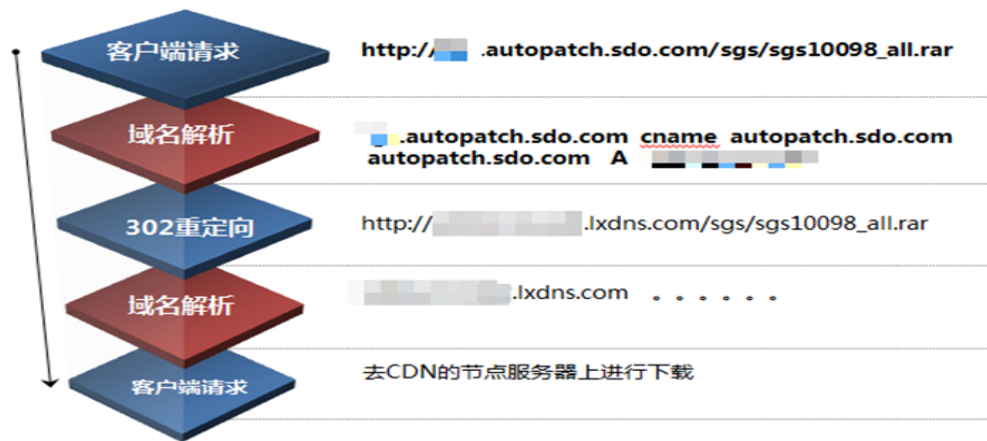 客户端请求
http:// .autopatch.sdo.com/sgs/sgs10098_all.rar
域名解析
.autopatch.sdo.com cname autopatch.sdo.com
autopatch.sdo.com A
302重定向
http:// .lxdns.com/sgs/sgs10098_all.rar
域名解析
.lxdns.com 。。。。。。
客户端请求
去CDN的节点服务器上进行下载